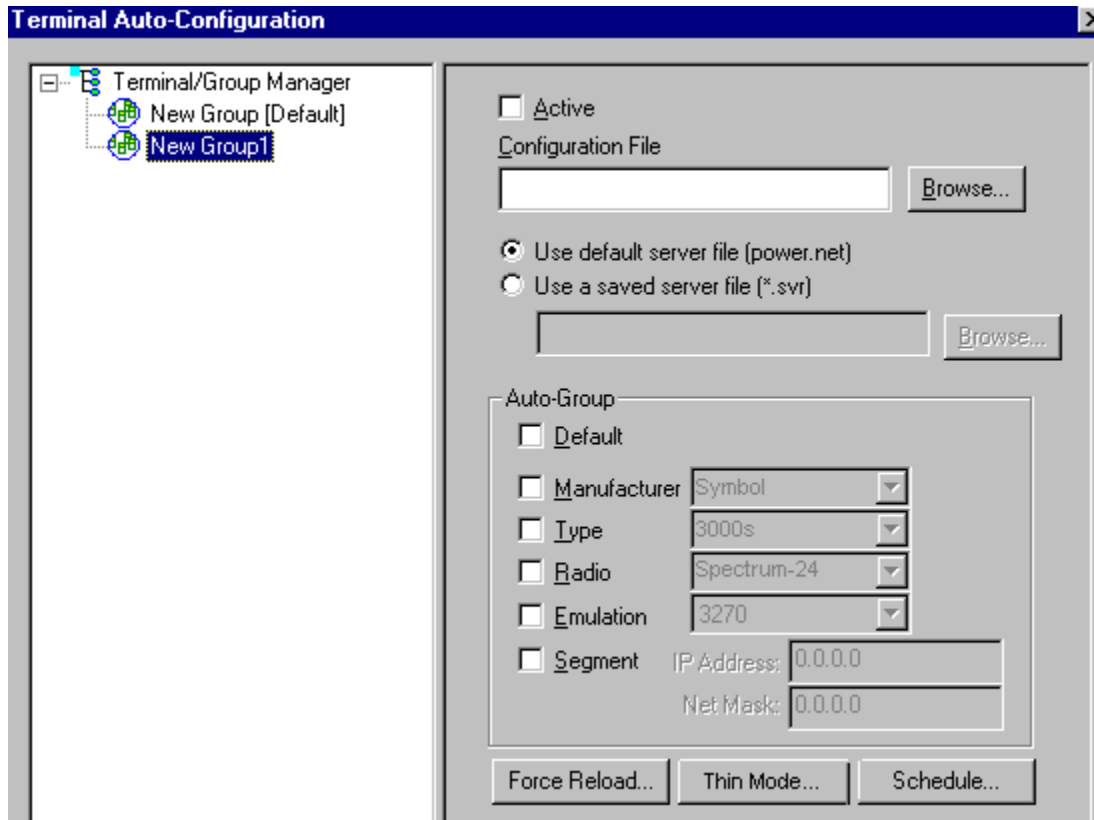 Terminal Auto-Configuration
Terminal/Group Manager
New Group [Default]
New Group1
Active
Configuration File
Browse...
Use default server file (power.net)
Use a saved server file (*.svr)
Browse...
Auto-Group
Default
Manufacturer Symbol
Type 3000s
Radio Spectrum-24
Emulation 3270
Segment IP Address: 0.0.0.0
Net Mask: 0.0.0.0
Force Reload... Thin Mode... Schedule...